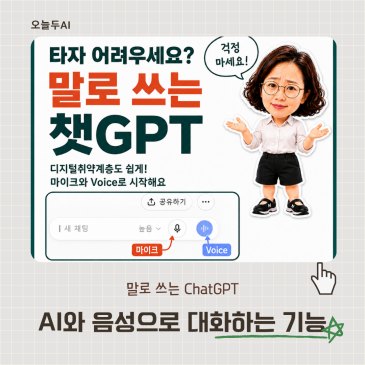 오늘두AI
타자 어려우세요?
걱정
마세요!
말로 쓰는
챗GPT
디지털취약계층도 쉽게!
마이크와 Voice로 시작해요
공유하기
새 채팅
높음
마이크
Voice
말로 쓰는 ChatGPT
AI와 음성으로 대화하는 기능